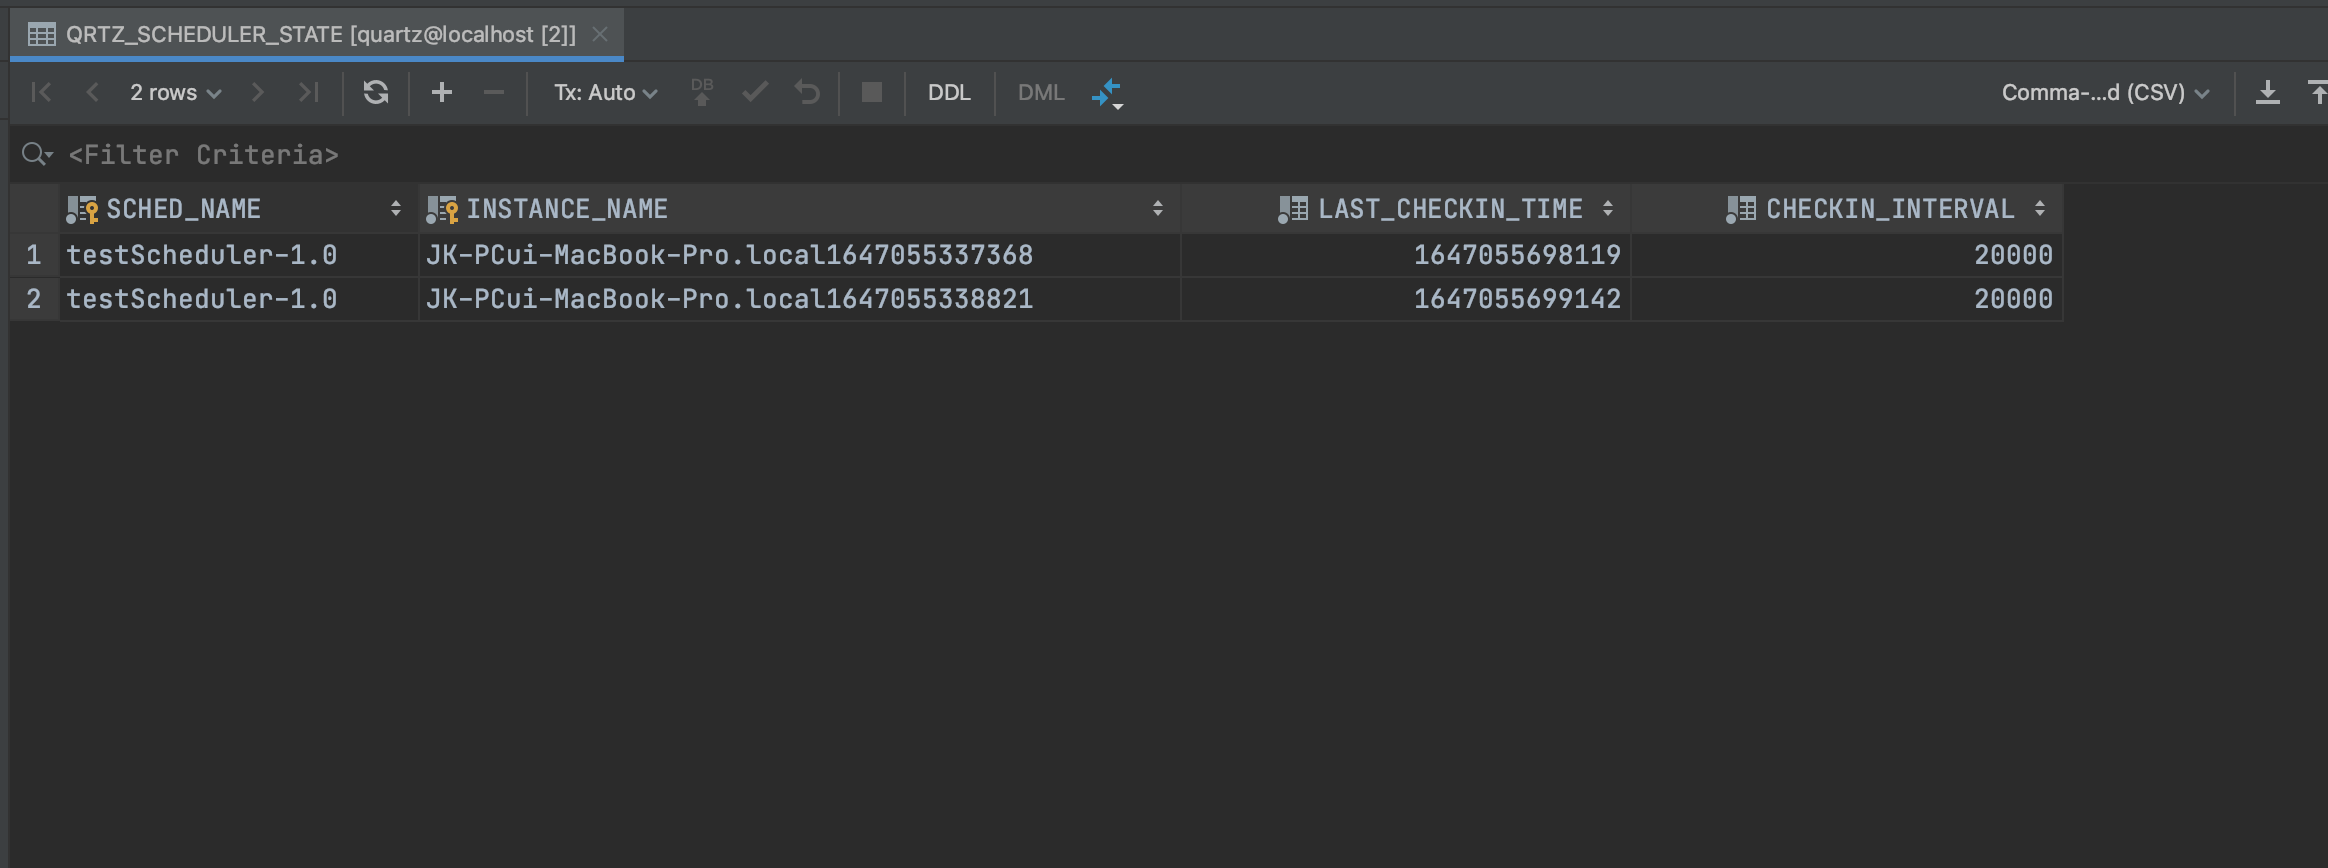 QRTZ_SCHEDULER_STATE [quartz@localhost [2]]
2 rows Tx: Auto DB DDL DML Comma-...d (CSV)
<Filter Criteria>
SCHED_NAME INSTANCE_NAME LAST_CHECKIN_TIME CHECKIN_INTERVAL
1 testScheduler-1.0 JK-PCui-MacBook-Pro.local1647055337368 1647055698119 20000
2 testScheduler-1.0 JK-PCui-MacBook-Pro.local1647055338821 1647055699142 20000